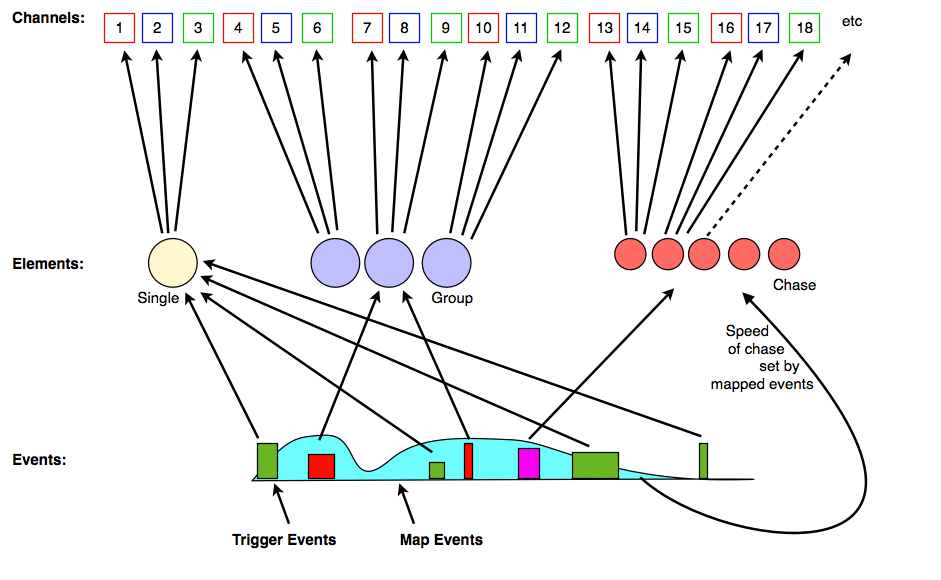 Channels: 1 2 3 4 5 6 7 8 9 10 11 12 13 14 15 16 17 18 etc
Elements:
Single
Group
Chase
Speed
of chase
set by
mapped events
Events:
Trigger Events
Map Events